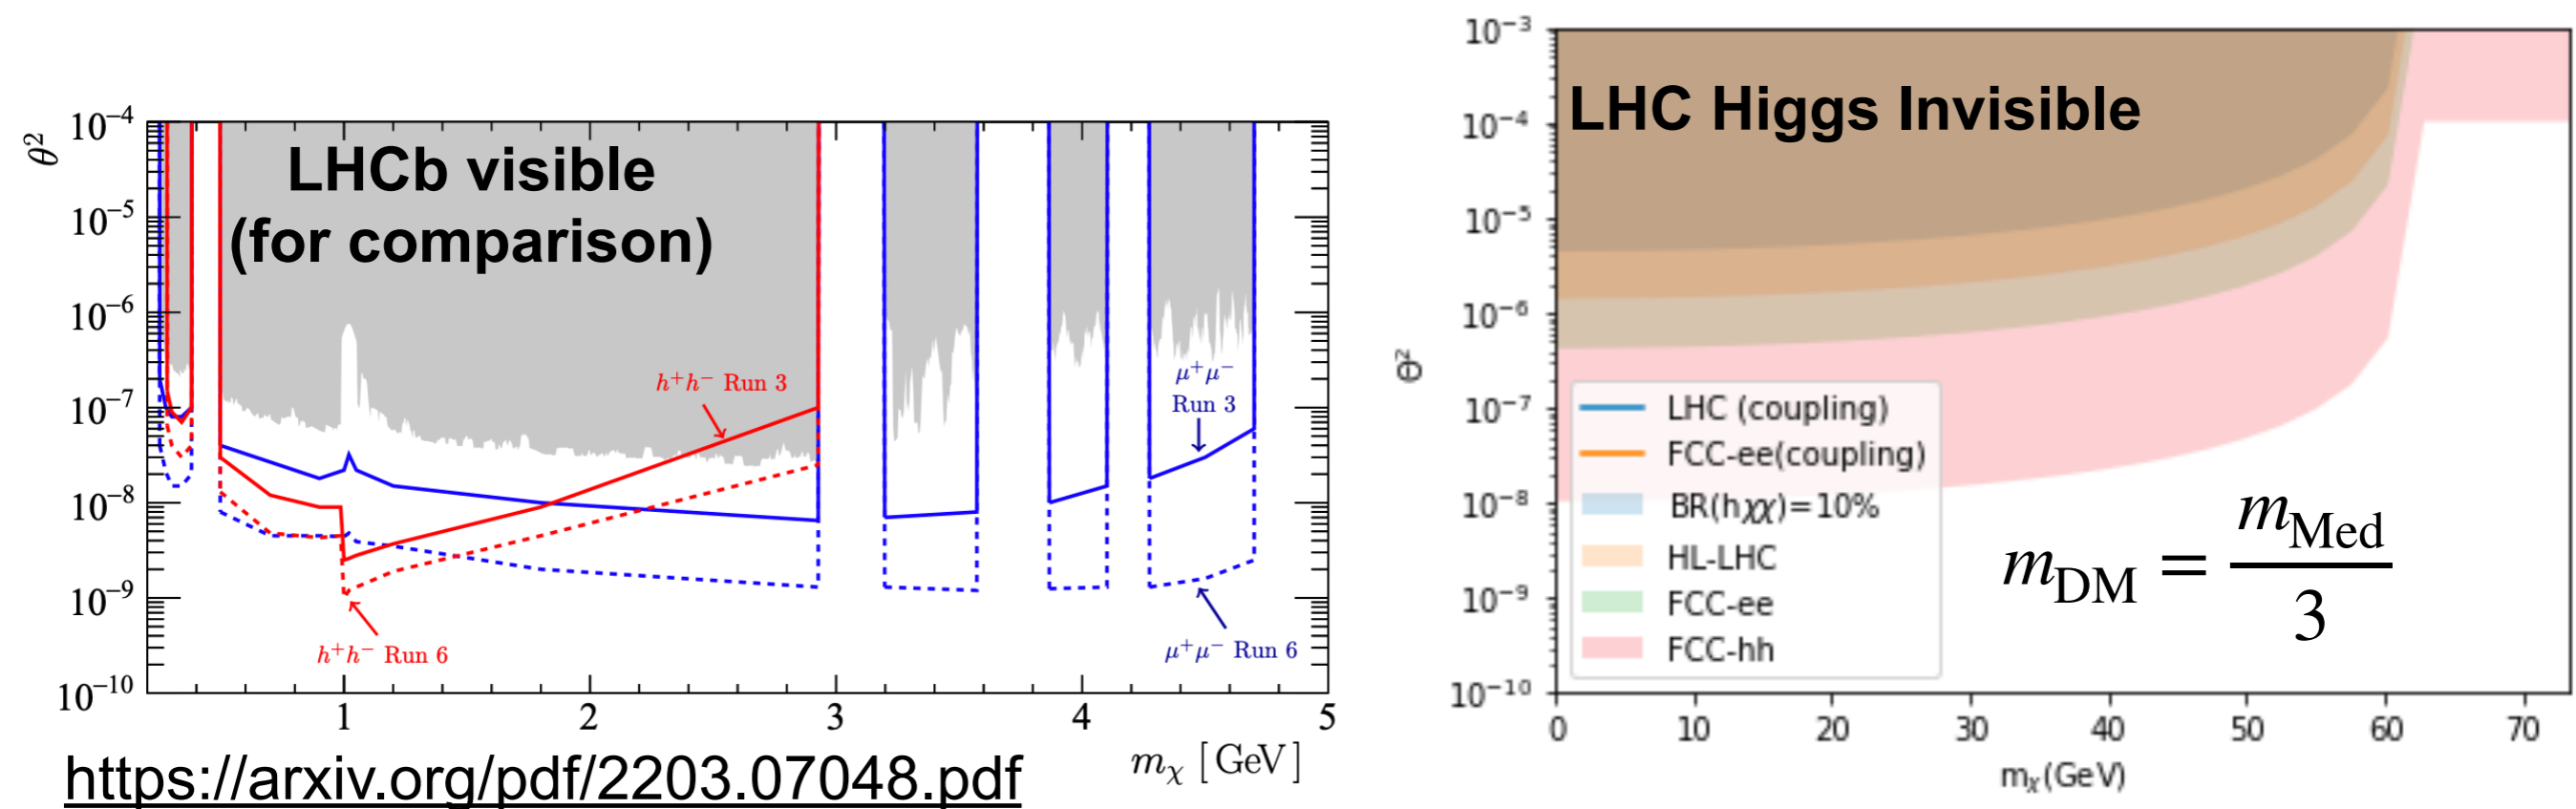 θ²
10⁻⁴
10⁻⁵
10⁻⁶
10⁻⁷
10⁻⁸
10⁻⁹
10⁻¹⁰
LHCb visible
(for comparison)
h⁺h⁻ Run 3
μ⁺μ⁻
Run 3
h⁺h⁻ Run 6
μ⁺μ⁻ Run 6
1 2 3 4 5
m_χ [GeV]
https://arxiv.org/pdf/2203.07048.pdf
Θ²
10⁻³
10⁻⁴
10⁻⁵
10⁻⁶
10⁻⁷
10⁻⁸
10⁻⁹
10⁻¹⁰
LHC Higgs Invisible
LHC (coupling)
FCC-ee(coupling)
BR(hχχ)=10%
HL-LHC
FCC-ee
FCC-hh
m_DM = m_Med / 3
0 10 20 30 40 50 60 70
m_χ(GeV)